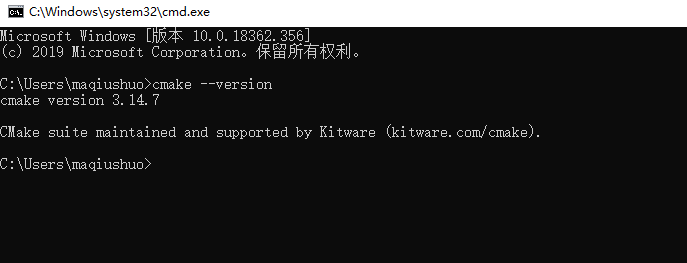 C:\Windows\system32\cmd.exe
Microsoft Windows [版本 10.0.18362.356]
(c) 2019 Microsoft Corporation。保留所有权利。
C:\Users\maqiushuo>cmake --version
cmake version 3.14.7
CMake suite maintained and supported by Kitware (kitware.com/cmake).
C:\Users\maqiushuo>